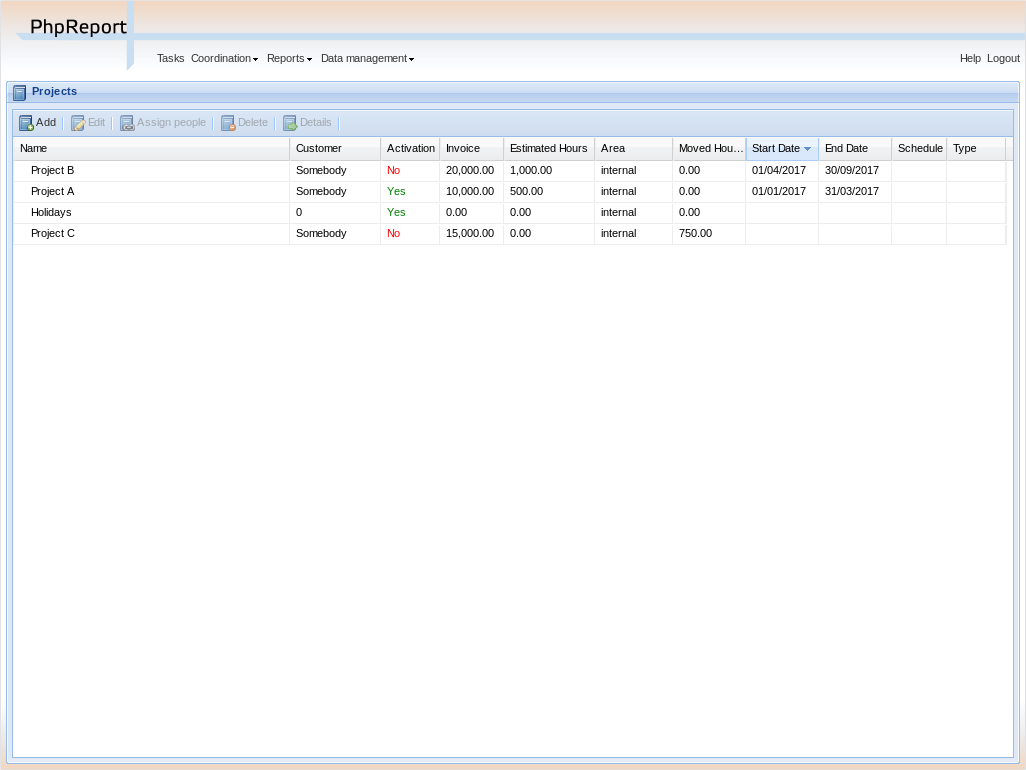 PhpReport
Tasks Coordination Reports Data management Help Logout
Projects
Add Edit Assign people Delete Details
Name Customer Activation Invoice Estimated Hours Area Moved Hou... Start Date End Date Schedule Type
Project B Somebody No 20,000.00 1,000.00 internal 0.00 01/04/2017 30/09/2017
Project A Somebody Yes 10,000.00 500.00 internal 0.00 01/01/2017 31/03/2017
Holidays 0 Yes 0.00 0.00 internal 0.00
Project C Somebody No 15,000.00 0.00 internal 750.00